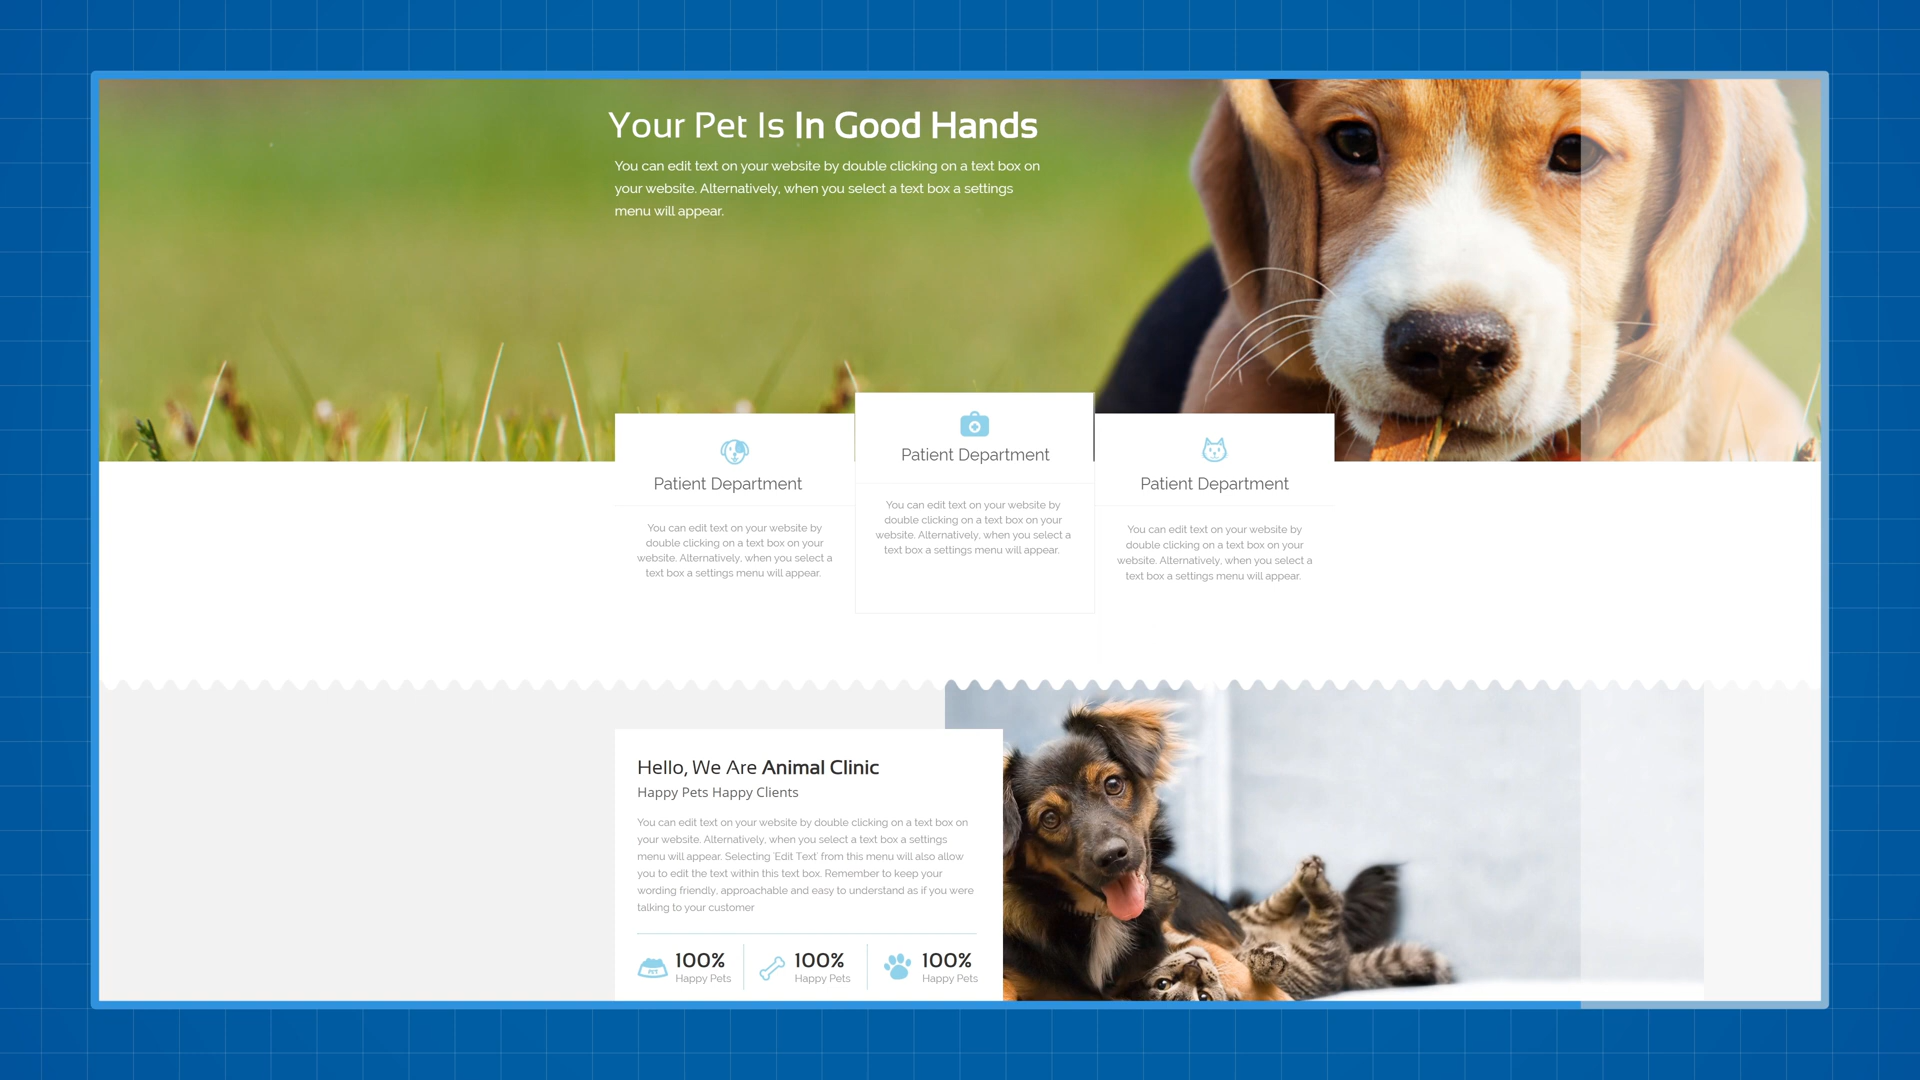 Your Pet Is In Good Hands
You can edit text on your website by double clicking on a text box on
your website. Alternatively, when you select a text box a settings
menu will appear.
Patient Department
You can edit text on your website by
double clicking on a text box on your
website. Alternatively, when you select a
text box a settings menu will appear.
Patient Department
You can edit text on your website by
double clicking on a text box on your
website. Alternatively, when you select a
text box a settings menu will appear.
Patient Department
You can edit text on your website by
double clicking on a text box on your
website. Alternatively, when you select a
text box a settings menu will appear.
Hello, We Are Animal Clinic
Happy Pets Happy Clients
You can edit text on your website by double clicking on a text box on
your website. Alternatively, when you select a text box a settings
menu will appear. Selecting 'Edit Text' from this menu will also allow
you to edit the text within this text box. Remember to keep your
wording friendly, approachable and easy to understand as if you were
talking to your customer
PET
100%
Happy Pets
100%
Happy Pets
100%
Happy Pets